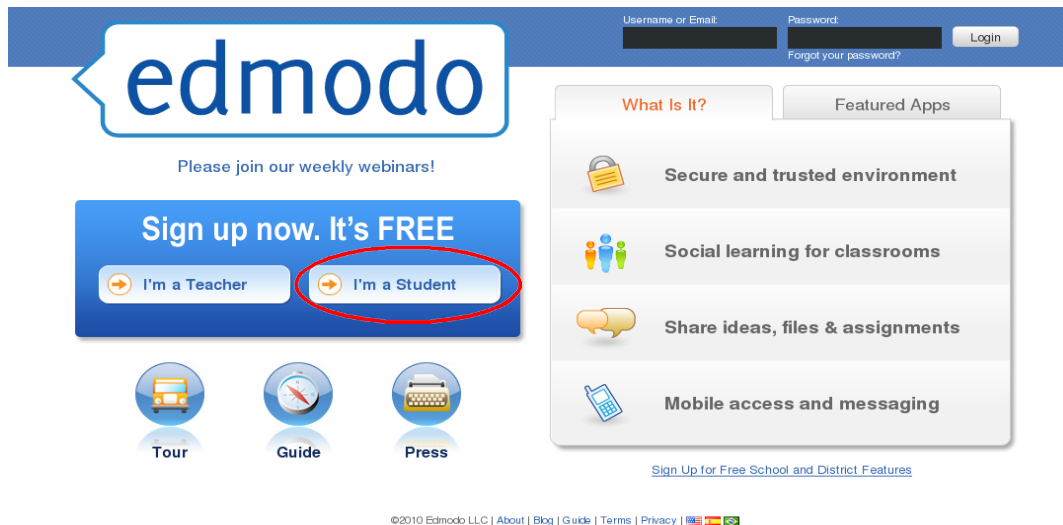 Username or Email:
Password:
Login
Forgot your password?
edmodo
What Is It?
Featured Apps
Please join our weekly webinars!
Secure and trusted environment
Sign up now. It's FREE
I'm a Teacher
I'm a Student
Social learning for classrooms
Share ideas, files & assignments
Mobile access and messaging
Tour
Guide
Press
Sign Up for Free School and District Features
©2010 Edmodo LLC | About | Blog | Guide | Terms | Privacy |